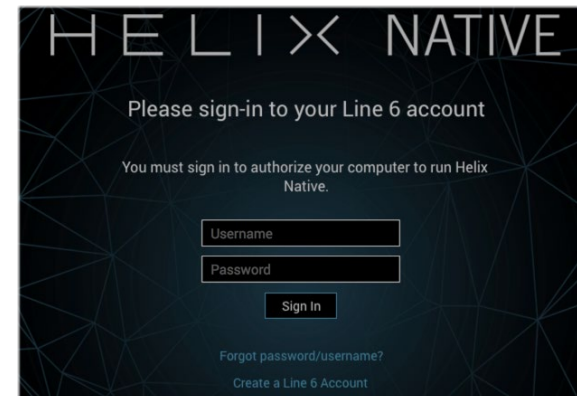 HELIX NATIVE
Please sign-in to your Line 6 account
You must sign in to authorize your computer to run Helix
Native.
Username
Password
Sign In
Forgot password/username?
Create a Line 6 Account